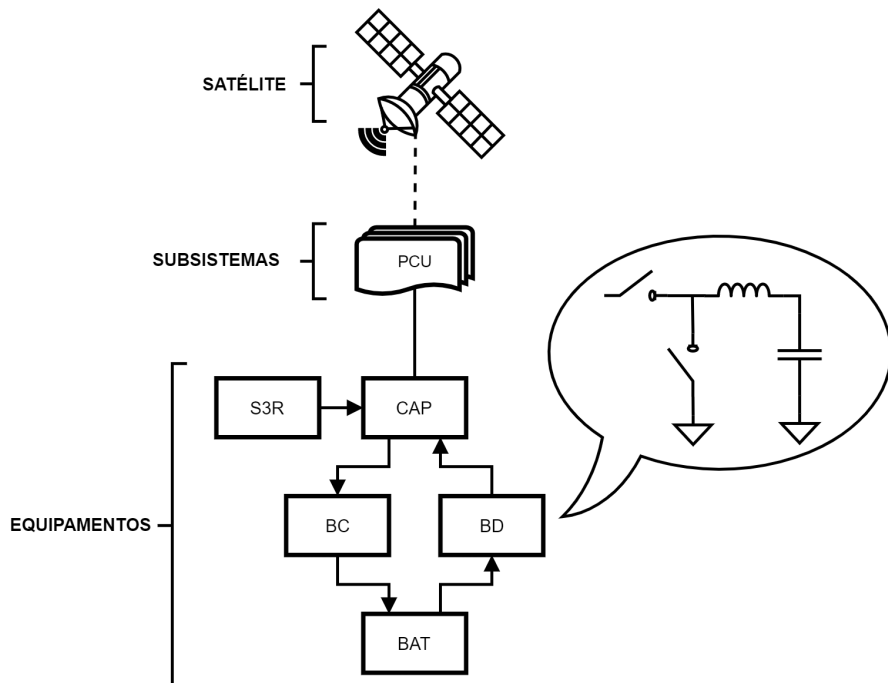 SATÉLITE
SUBSISTEMAS
PCU
S3R
CAP
EQUIPAMENTOS
BC
BD
BAT